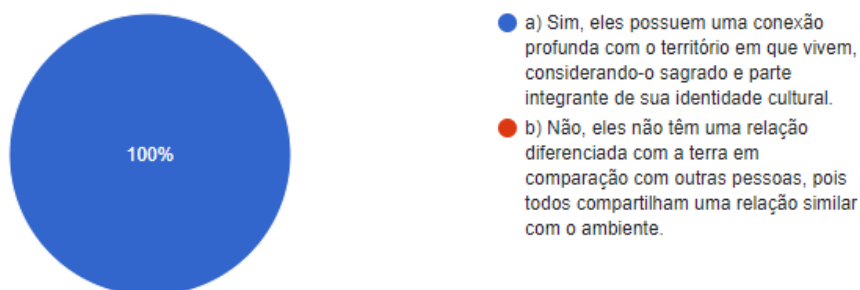 100%
a) Sim, eles possuem uma conexão
profunda com o território em que vivem,
considerando-o sagrado e parte
integrante de sua identidade cultural.
b) Não, eles não têm uma relação
diferenciada com a terra em
comparação com outras pessoas, pois
todos compartilham uma relação similar
com o ambiente.